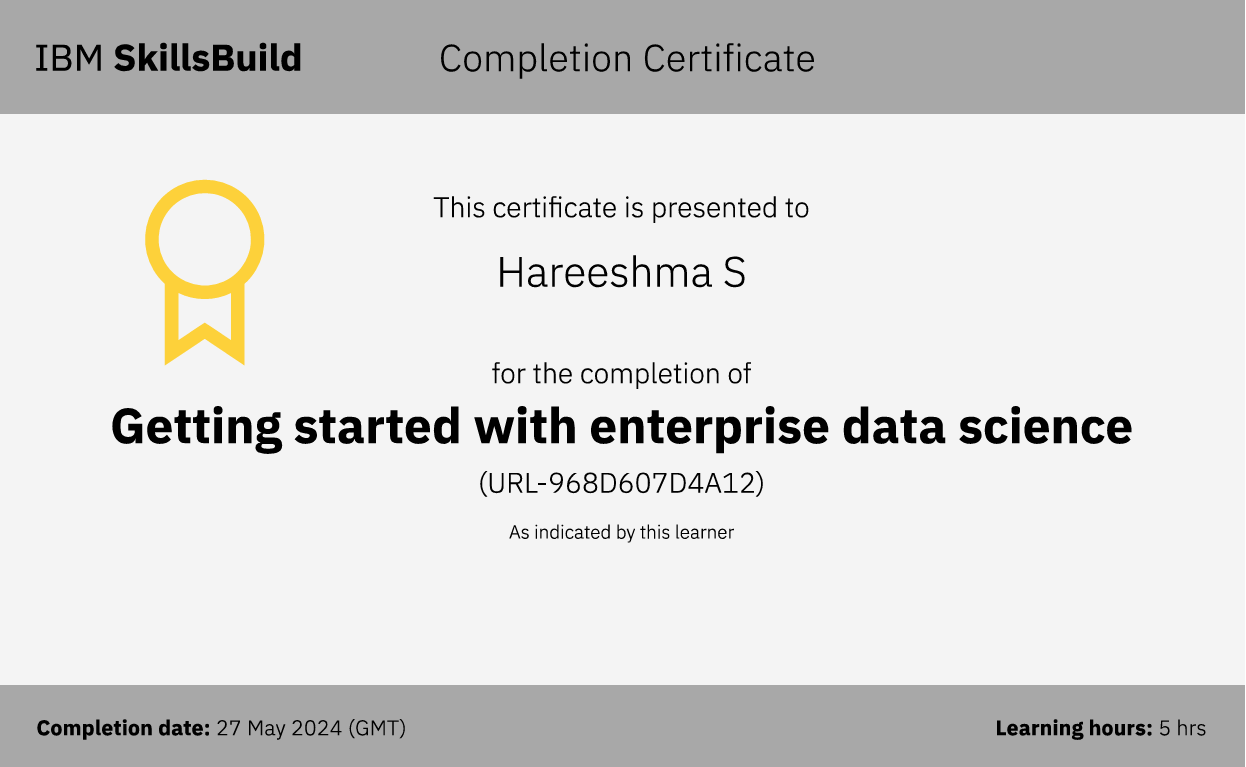 IBM SkillsBuild
Completion Certificate
This certificate is presented to
Hareeshma S
for the completion of
Getting started with enterprise data science
(URL-968D607D4A12)
As indicated by this learner
Completion date: 27 May 2024 (GMT)
Learning hours: 5 hrs